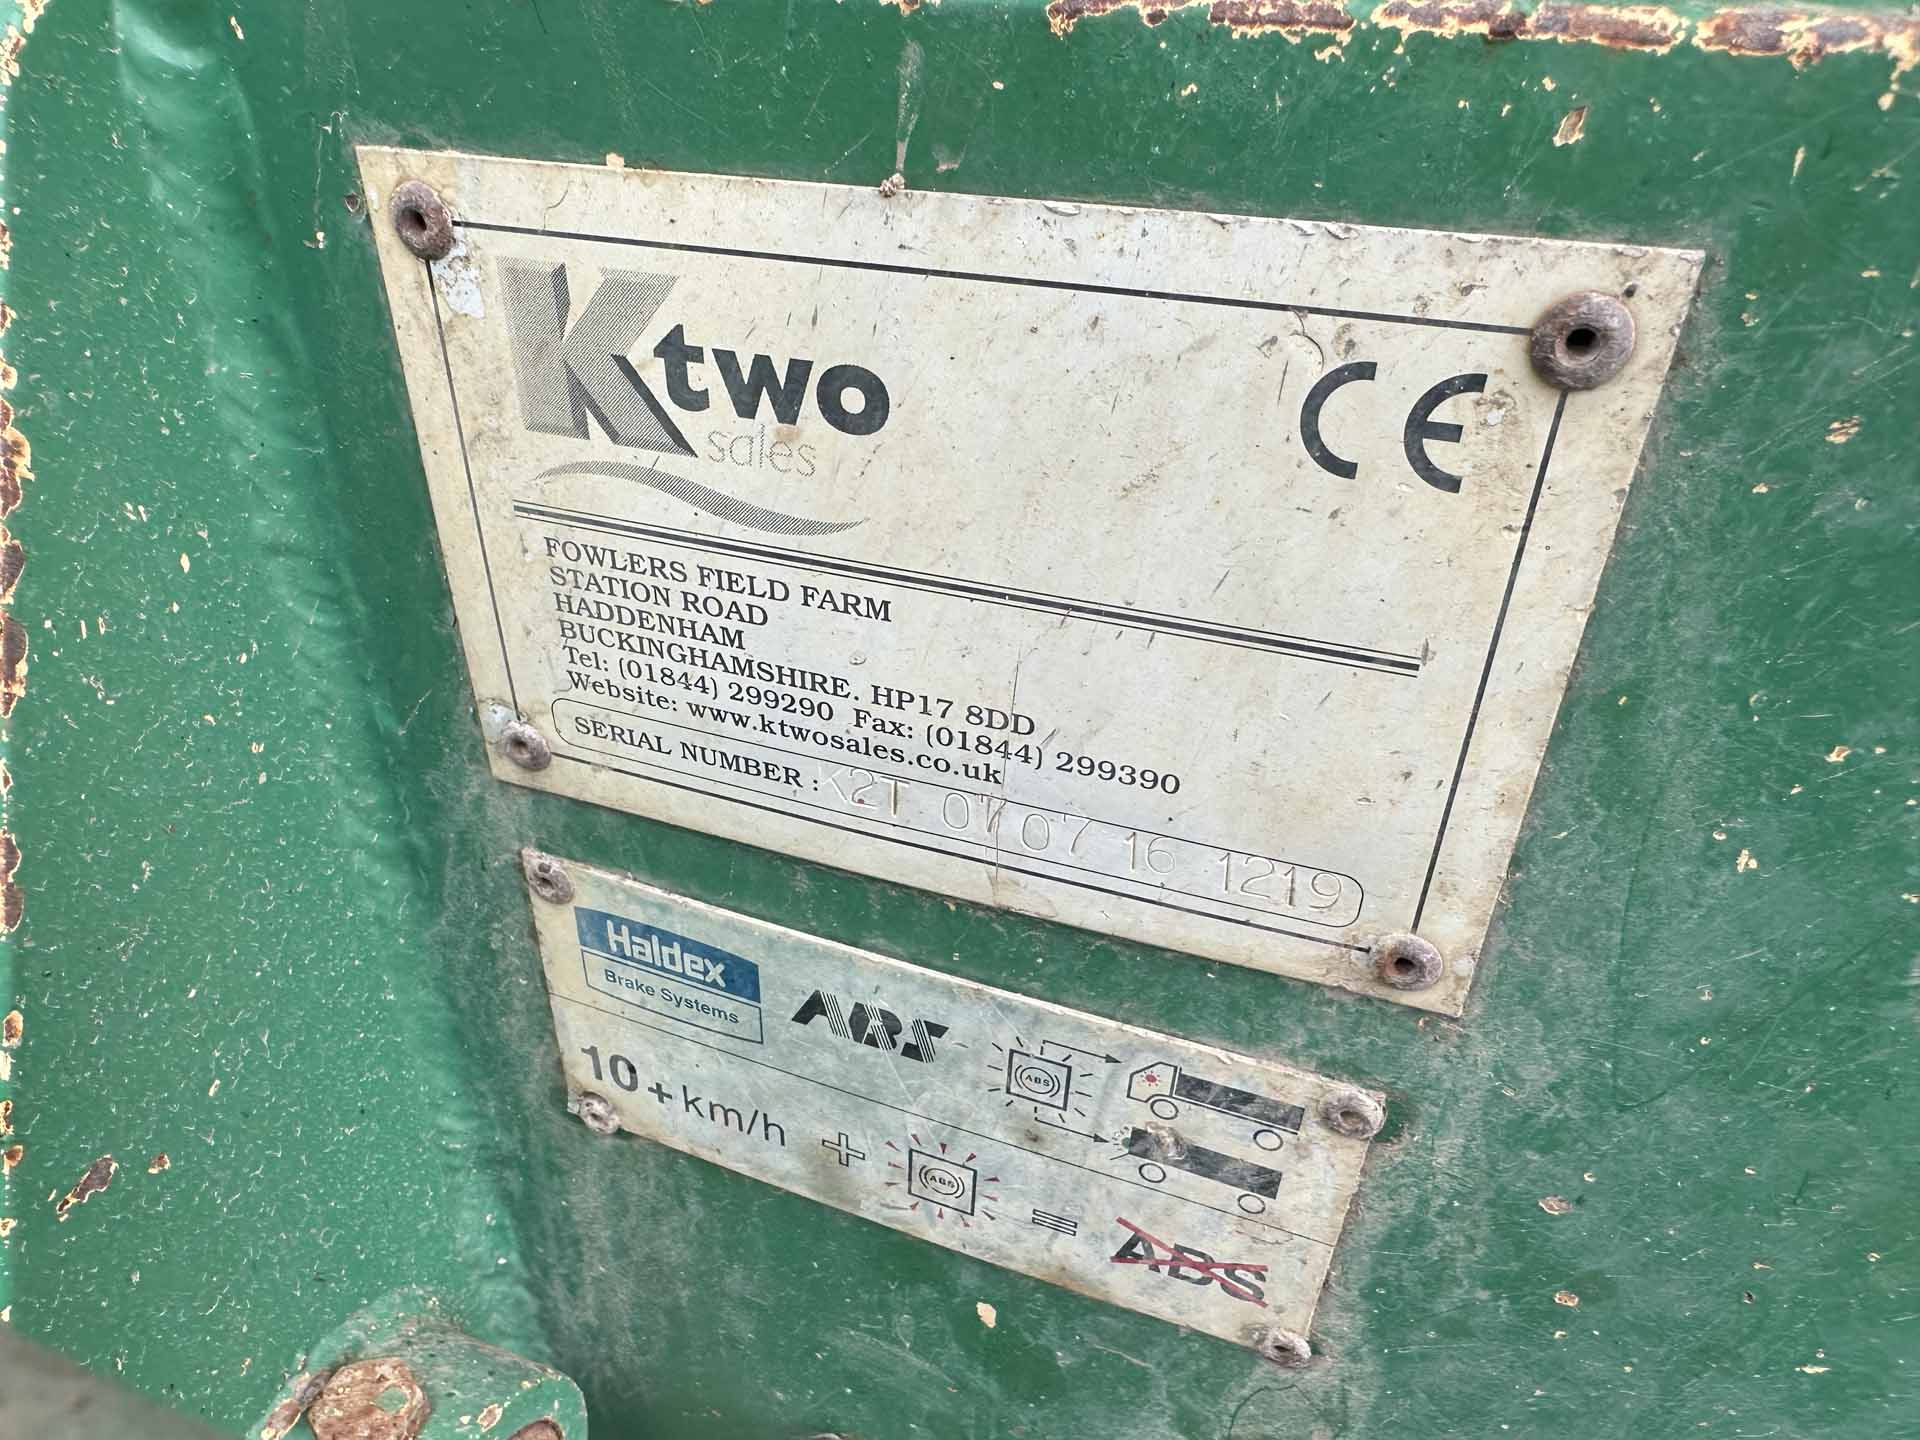 Ktwo
sales
CE
FOWLERS FIELD FARM
STATION ROAD
HADDENHAM
BUCKINGHAMSHIRE. HP17 8DD
Tel: (01844) 299290 Fax: (01844) 299390
Website: www.ktwosales.co.uk
SERIAL NUMBER : K2T 07 07 16 1219
Haldex
Brake Systems
ABS
ABS
10+km/h + ABS = ABS